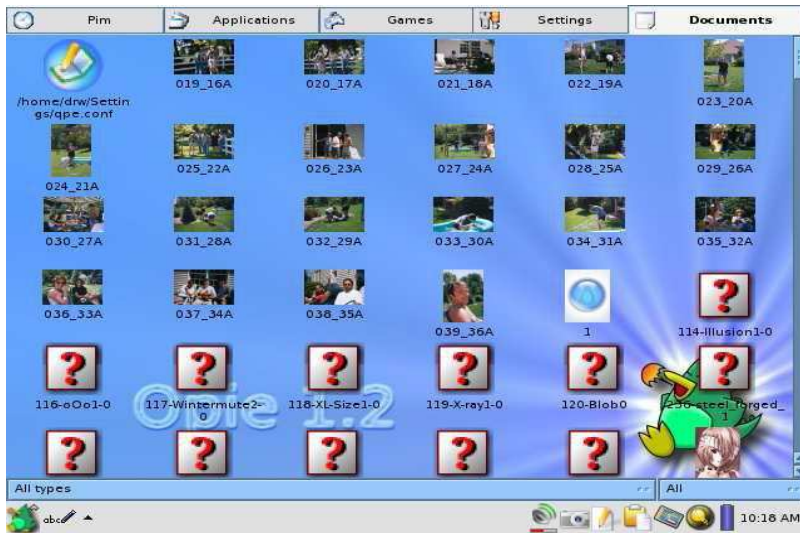 Pim Applications Games Settings Documents
/home/drw/Settin
gs/qpe.conf
019_16A 020_17A 021_18A 022_19A 023_20A
024_21A 025_22A 026_23A 027_24A 028_25A 029_26A
030_27A 031_28A 032_29A 033_30A 034_31A 035_32A
036_33A 037_34A 038_35A 039_36A 1 114-Illusion1-0
116-oOo1-0 117-Wintermute2-
0 118-XL-Size1-0 119-X-ray1-0 120-Blob0 236-steel_forged_
1
Opie 1.2
All types All
abc 10:18 AM